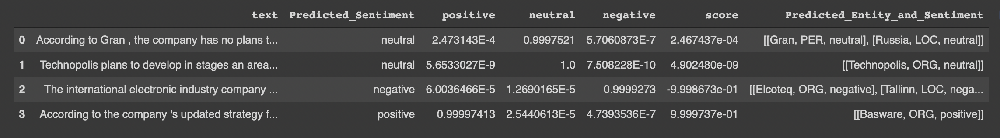 text Predicted_Sentiment positive neutral negative score Predicted_Entity_and_Sentiment
0 According to Gran , the company has no plans t... neutral 2.473143E-4 0.9997521 5.7060873E-7 2.467437e-04 [[Gran, PER, neutral], [Russia, LOC, neutral]]
1 Technopolis plans to develop in stages an area... neutral 5.6533027E-9 1.0 7.508228E-10 4.902480e-09 [[Technopolis, ORG, neutral]]
2 The international electronic industry company ... negative 6.0036466E-5 1.2690165E-5 0.9999273 -9.998673e-01 [[Elcoteq, ORG, negative], [Tallinn, LOC, nega...
3 According to the company 's updated strategy f... positive 0.99997413 2.5440613E-5 4.7393536E-7 9.999737e-01 [[Basware, ORG, positive]]